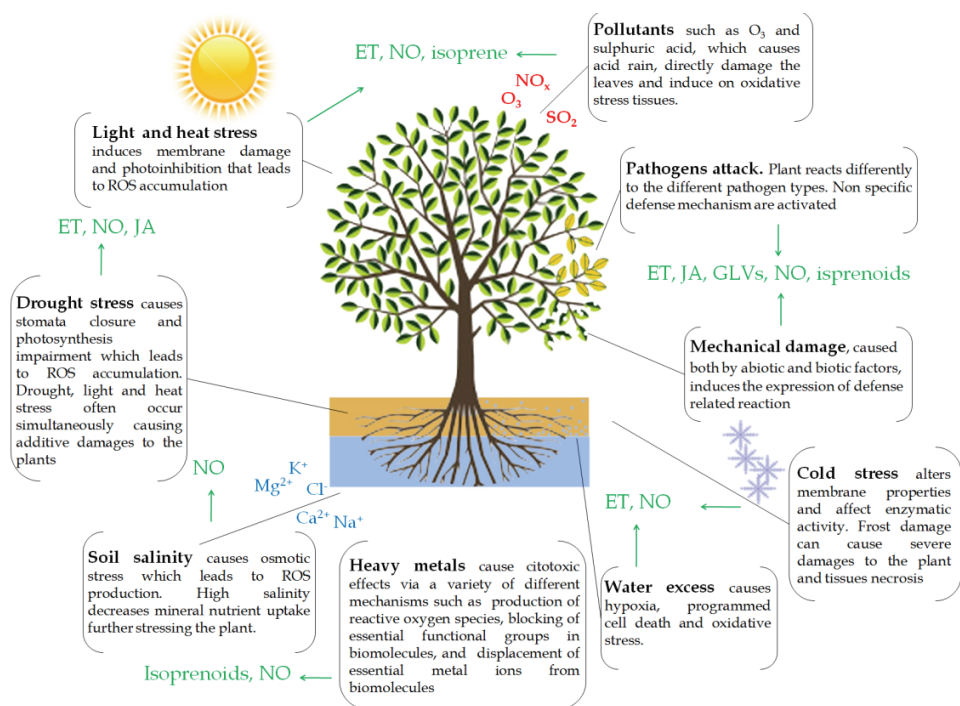 ET, NO, isoprene
Pollutants such as O3 and
sulphuric acid, which causes
acid rain, directly damage the
leaves and induce on oxidative
stress tissues.
NOx
O3
SO2
Light and heat stress
induces membrane damage
and photoinhibition that leads
to ROS accumulation
Pathogens attack. Plant reacts differently
to the different pathogen types. Non specific
defense mechanism are activated
ET, NO, JA
ET, JA, GLVs, NO, isprenoids
Drought stress causes
stomata closure and
photosynthesis
impairment which leads
to ROS accumulation.
Drought, light and heat
stress often occur
simultaneously causing
additive damages to the
plants
Mechanical damage, caused
both by abiotic and biotic factors,
induces the expression of defense
related reaction
NO
K+
Mg2+ Cl-
Ca2+ Na+
Cold stress alters
membrane properties
and affect enzymatic
activity. Frost damage
can cause severe
damages to the plant
and tissues necrosis
ET, NO
Soil salinity causes osmotic
stress which leads to ROS
production. High salinity
decreases mineral nutrient uptake
further stressing the plant.
Heavy metals cause citotoxic
effects via a variety of different
mechanisms such as production of
reactive oxygen species, blocking of
essential functional groups in
biomolecules, and displacement of
essential metal ions from
biomolecules
Water excess causes
hypoxia, programmed
cell death and oxidative
stress.
Isoprenoids, NO